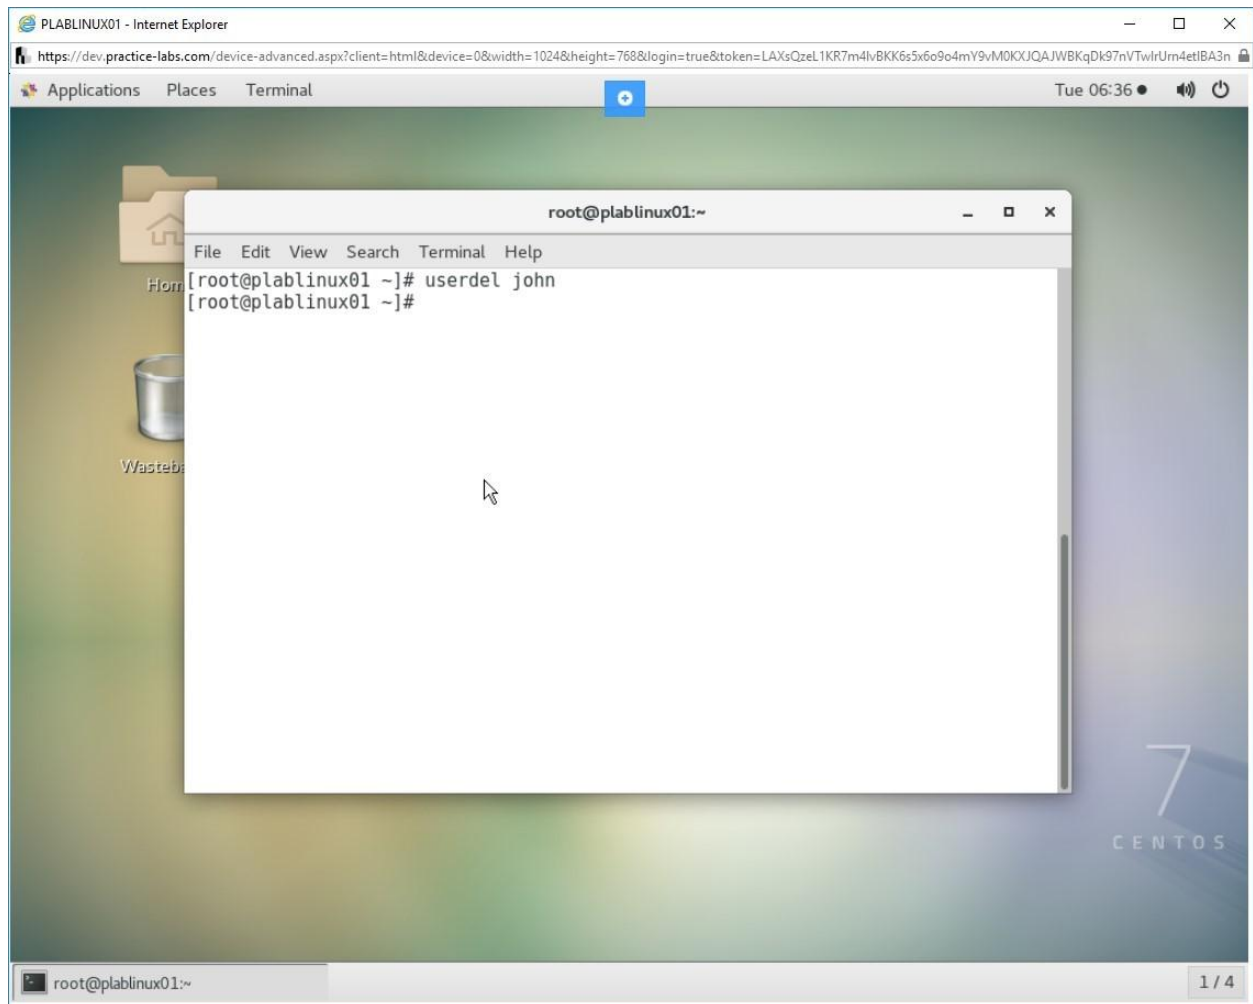 PLABLINUX01 - Internet Explorer
https://dev.practice-labs.com/device-advanced.aspx?client=html&device=0&width=1024&height=768&login=true&token=
Applications Places Terminal Tue 06:36
root@plablinux01:~
File Edit View Search Terminal Help
[root@plablinux01 ~]# userdel john
[root@plablinux01 ~]#
Hom
Wasteb
7
CENTOS
root@plablinux01:~ 1 / 4